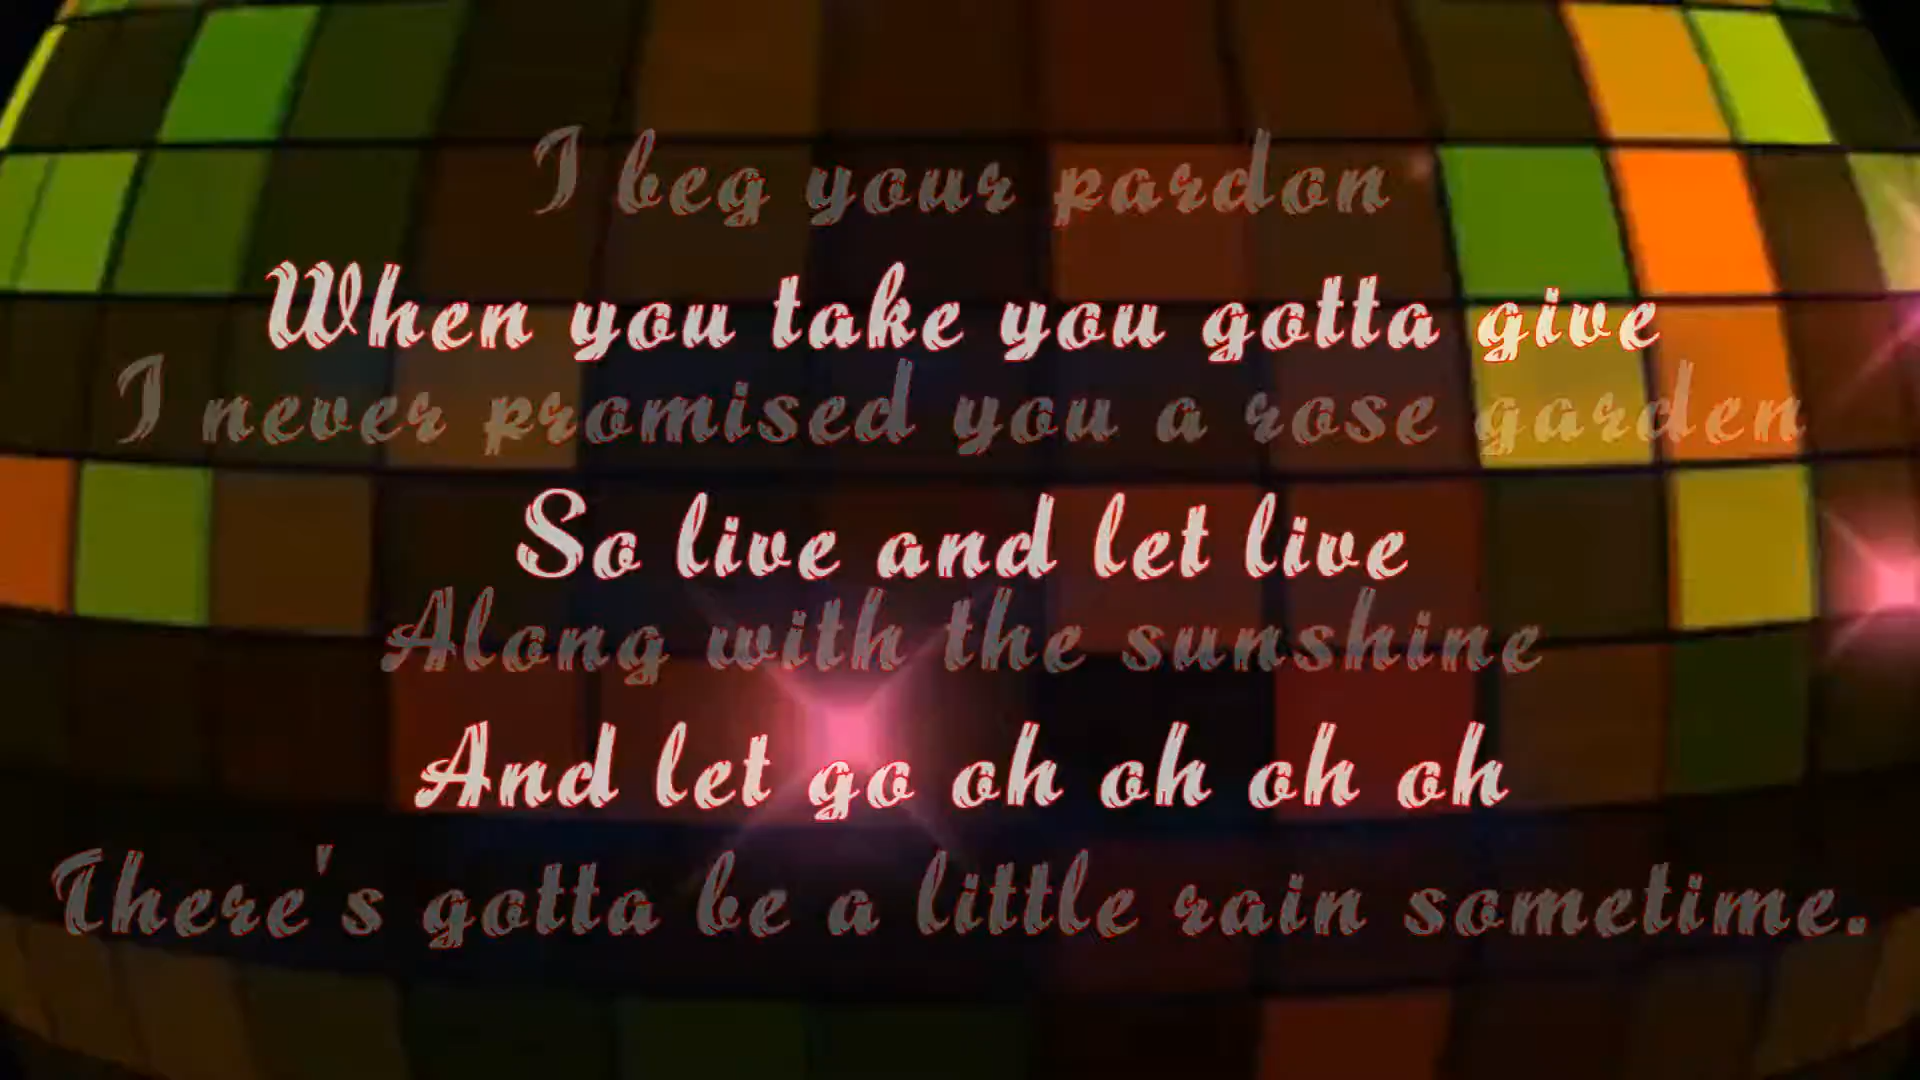 I beg your pardon
When you take you gotta give
I never promised you a rose garden
So live and let live
Along with the sunshine
And let go oh oh oh oh
There's gotta be a little rain sometime.